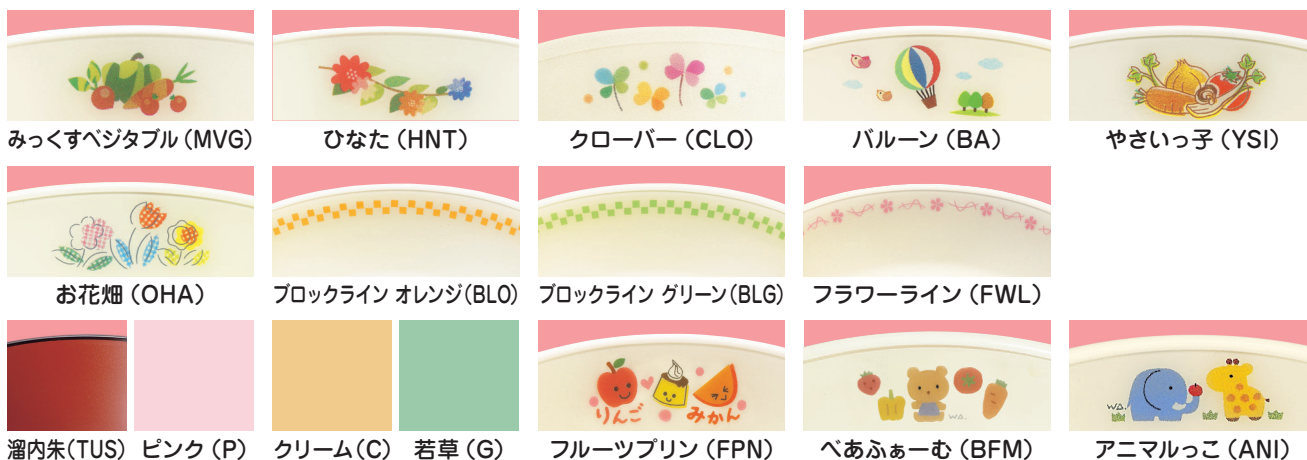 みっくすベジタブル（MVG）
ひなた（HNT）
クローバー（CLO）
バルーン（BA）
やさいっ子（YSI）
お花畑（OHA）
ブロックライン オレンジ（BLO）
ブロックライン グリーン（BLG）
フラワーライン（FWL）
りんご
みかん
wa.
wa.
溜内朱（TUS）
ピンク（P）
クリーム（C）
若草（G）
フルーツプリン（FPN）
べあふぁーむ（BFM）
アニマルっこ（ANI）